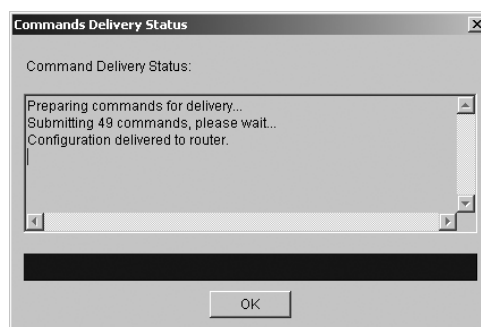 Commands Delivery Status
Command Delivery Status:
Preparing commands for delivery...
Submitting 49 commands, please wait...
Configuration delivered to router.
OK